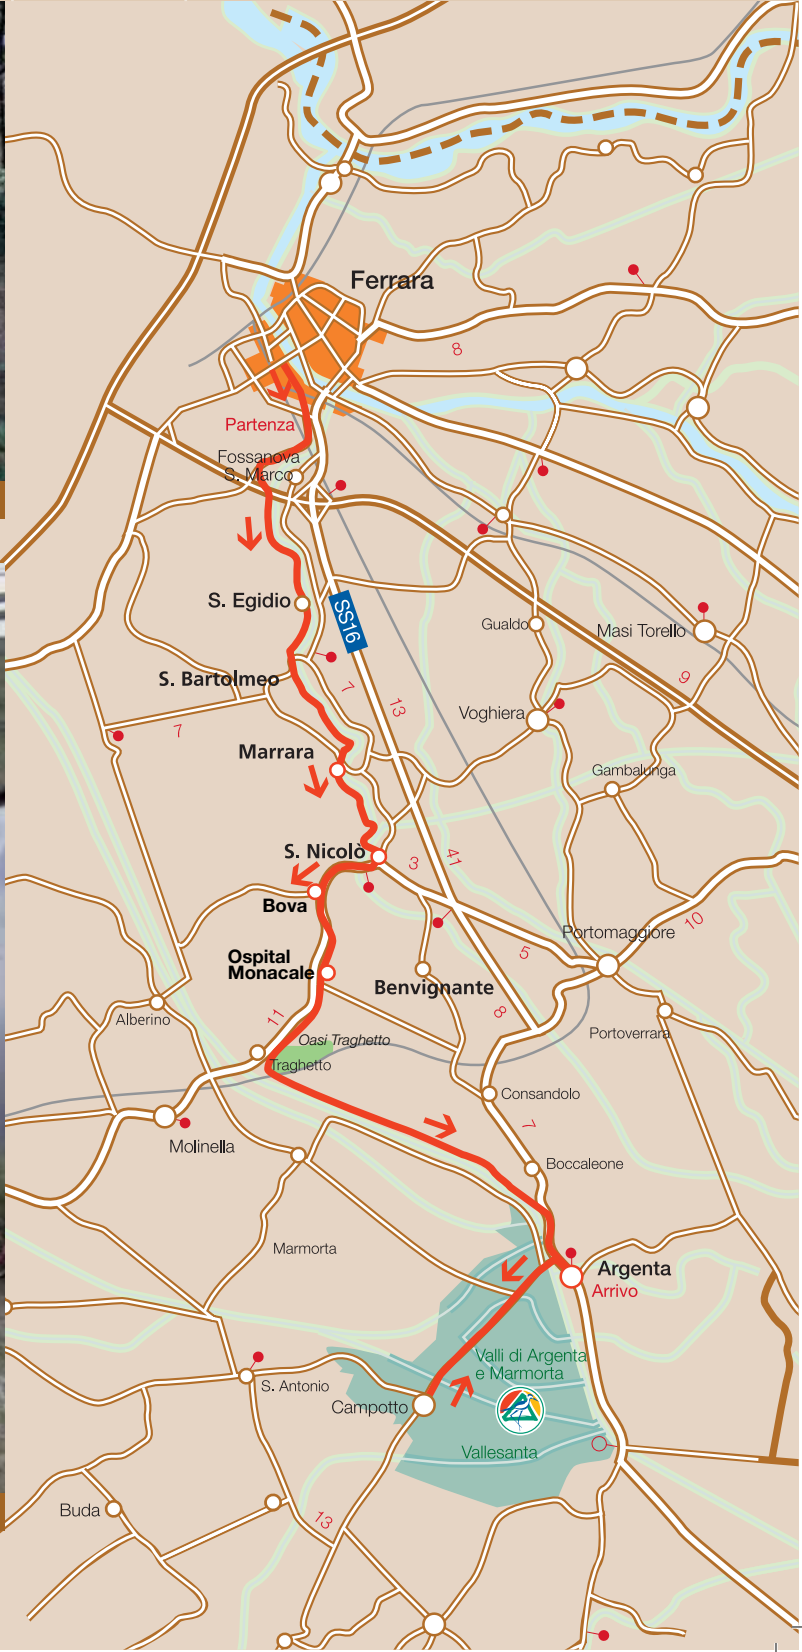 Ferrara
8
Partenza
Fossanova
S. Marco
S. Egidio
SS16
Gualdo
Masi Torello
S. Bartolmeo
7
13
9
7
Voghiera
Marrara
Gambalunga
S. Nicolò
3
41
Bova
10
Portomaggiore
5
Ospital
Monacale
Benvignante
8
11
Alberino
Portoverrara
Oasi Traghetto
Traghetto
Consandolo
7
Molinella
Boccaleone
Marmorta
Argenta
Arrivo
Valli di Argenta
e Marmorta
S. Antonio
Campotto
Vallesanta
Buda
13